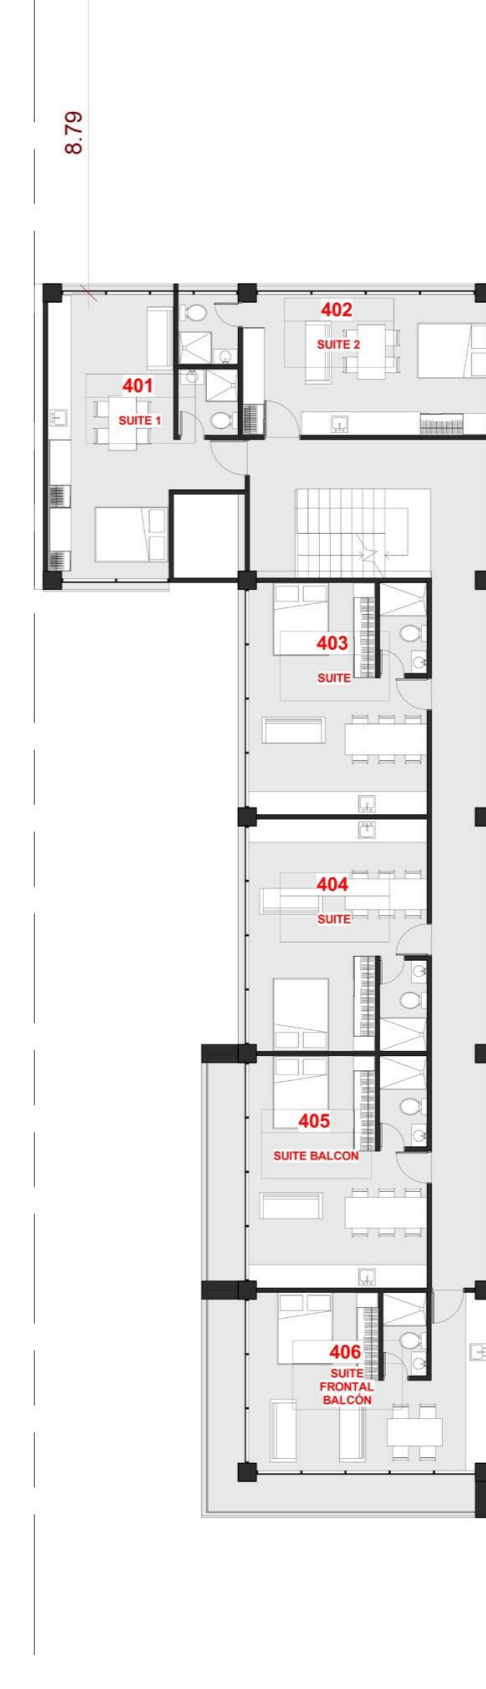 8.79
402
SUITE 2
401
SUITE 1
403
SUITE
404
SUITE
405
SUITE BALCON
406
SUITE
FRONTAL
BALCÓN